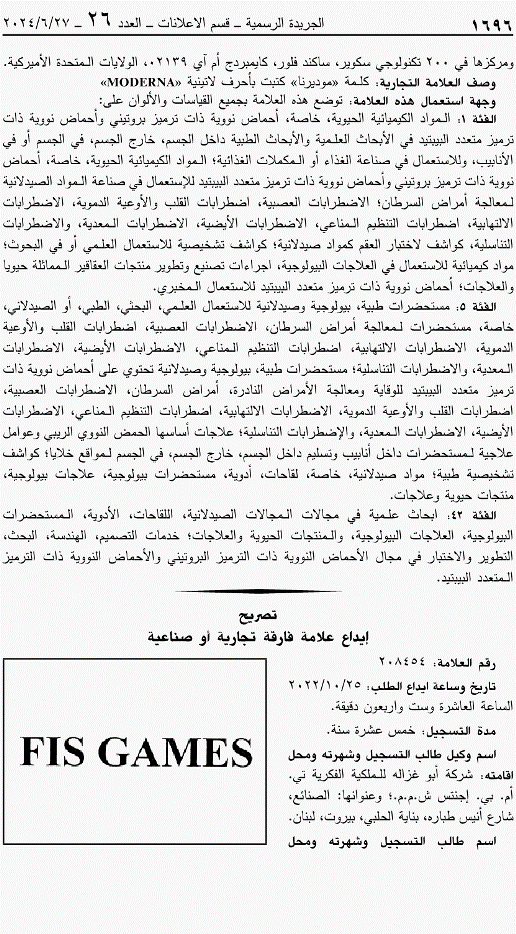 ١٦٩٦
الجريدة الرسمية ــ قسم الاعلانات ــ العدد ٢٦ ــ ٢٠٢٤/٦/٢٧
ومركزها في ٢٠٠ تكنولوجي سكوير، ساكند فلور، كايمبردج أم آي ٠٢١٣٩، الولايات المتحدة الأميركية.
وصف العلامة التجارية: كلمة «موديرنا» كتبت بأحرف لاتينية «MODERNA»
وجهة استعمال هذه العلامة: توضع هذه العلامة بجميع القياسات والألوان على:
الفئة ١: المواد الكيميائية الحيوية، خاصة، أحماض نووية ذات ترميز بروتيني وأحماض نووية ذات
ترميز متعدد الببيتيد في الأبحاث العلمية والأبحاث الطبية داخل الجسم، خارج الجسم، في الجسم أو في
الأنابيب، وللاستعمال في صناعة الغذاء أو المكملات الغذائية؛ المواد الكيميائية الحيوية، خاصة، أحماض
نووية ذات ترميز بروتيني وأحماض نووية ذات ترميز متعدد الببيتيد للإستعمال في صناعة المواد الصيدلانية
لمعالجة أمراض السرطان؛ الاضطرابات العصبية، اضطرابات القلب والأوعية الدموية، الاضطرابات
الالتهابية، اضطرابات التنظيم المناعي، الاضطرابات الأيضية، الاضطرابات المعدية، والاضطرابات
التناسلية، كواشف لاختبار العقم كمواد صيدلانية؛ كواشف تشخيصية للاستعمال العلمي أو في البحوث؛
مواد كيمائية للاستعمال في العلاجات البيولوجية، اجراءات تصنيع وتطوير منتجات العقاقير المماثلة حيويا
والعلاجات؛ أحماض نووية ذات ترميز متعدد الببيتيد للاستعمال المخبري.
الفئة ٥: مستحضرات طبية، بيولوجية وصيدلانية للاستعمال العلمي، البحثي، الطبي، أو الصيدلاني،
خاصة، مستحضرات لمعالجة أمراض السرطان، الاضطرابات العصبية، اضطرابات القلب والأوعية
الدموية، الاضطرابات الالتهابية، اضطرابات التنظيم المناعي، الاضطرابات الأيضية، الاضطرابات
المعدية، والاضطرابات التناسلية؛ مستحضرات طبية، بيولوجية وصيدلانية تحتوي على أحماض نووية ذات
ترميز متعدد الببيتيد للوقاية ومعالجة الأمراض النادرة، أمراض السرطان، الاضطرابات العصبية،
اضطرابات القلب والأوعية الدموية، الاضطرابات الالتهابية، اضطرابات التنظيم المناعي، الاضطرابات
الأيضية، الاضطرابات المعدية، والإضطرابات التناسلية؛ علاجات أساسها الحمض النووي الريبي وعوامل
علاجية لمستحضرات داخل أنابيب وتسليم داخل الجسم، خارج الجسم، في الجسم لمواقع خلايا؛ كواشف
تشخيصية طبية؛ مواد صيدلانية، خاصة، لقاحات، أدوية، مستحضرات بيولوجية، علاجات بيولوجية،
منتجات حيوية وعلاجات.
الفئة ٤٢: ابحاث علمية في مجالات المجالات الصيدلانية، اللقاحات، الأدوية، المستحضرات
البيولوجية، العلاجات البيولوجية، والمنتجات الحيوية والعلاجات؛ خدمات التصميم، الهندسة، البحث،
التطوير والاختبار في مجال الأحماض النووية ذات الترميز البروتيني والأحماض النووية ذات الترميز
المتعدد الببيتيد.
تصريح
إيداع علامة فارقة تجارية أو صناعية
رقم العلامة: ٢٠٨٤٥٤
تاريخ وساعة ايداع الطلب: ٢٠٢٢/١٠/٢٥
الساعة العاشرة وست واربعون دقيقة.
مدة التسجيل: خمس عشرة سنة.
اسم وكيل طالب التسجيل وشهرته ومحل
اقامته: شركة أبو غزاله للملكية الفكرية تي.
أم. بي. إجنتس ش.م.م.؛ وعنوانها: الصنائع،
شارع أنيس طباره، بناية الحلبي، بيروت، لبنان.
اسم طالب التسجيل وشهرته ومحل
FIS GAMES